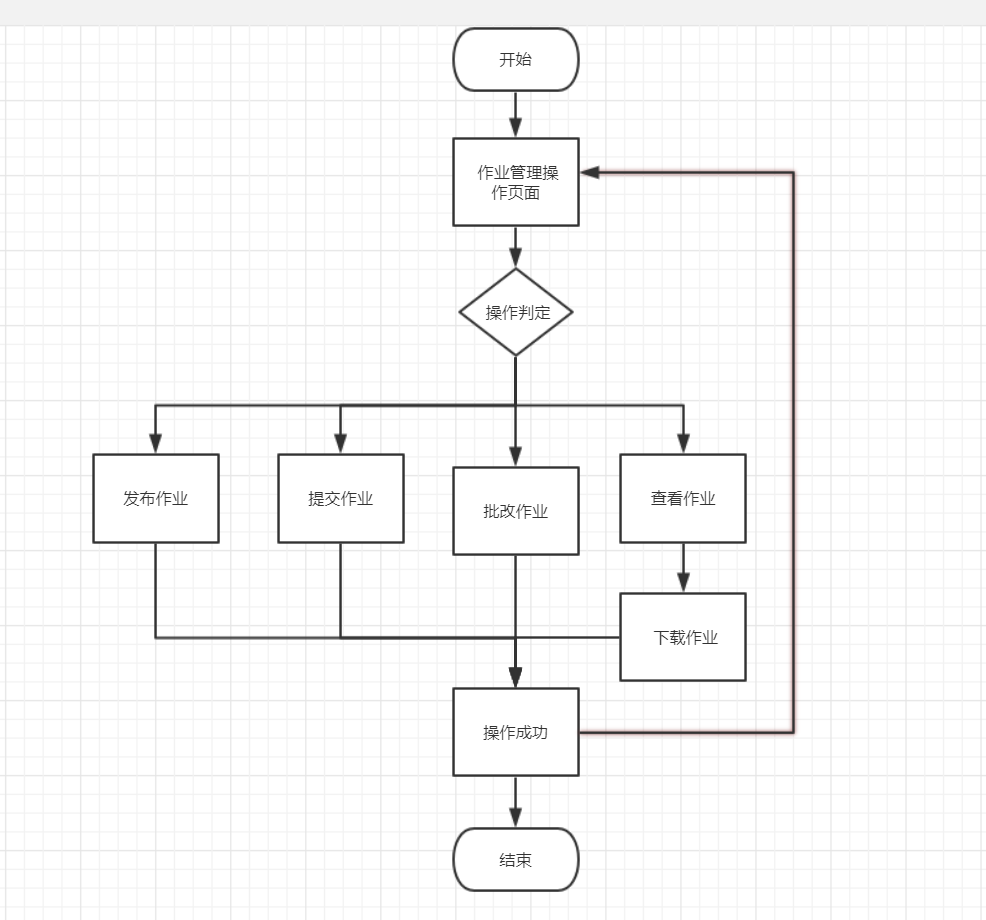 开始
作业管理操
作页面
操作判定
发布作业
提交作业
批改作业
查看作业
下载作业
操作成功
结束